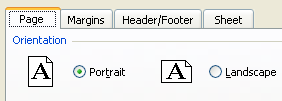 Page Margins Header/Footer Sheet
Orientation
A Portrait A Landscape